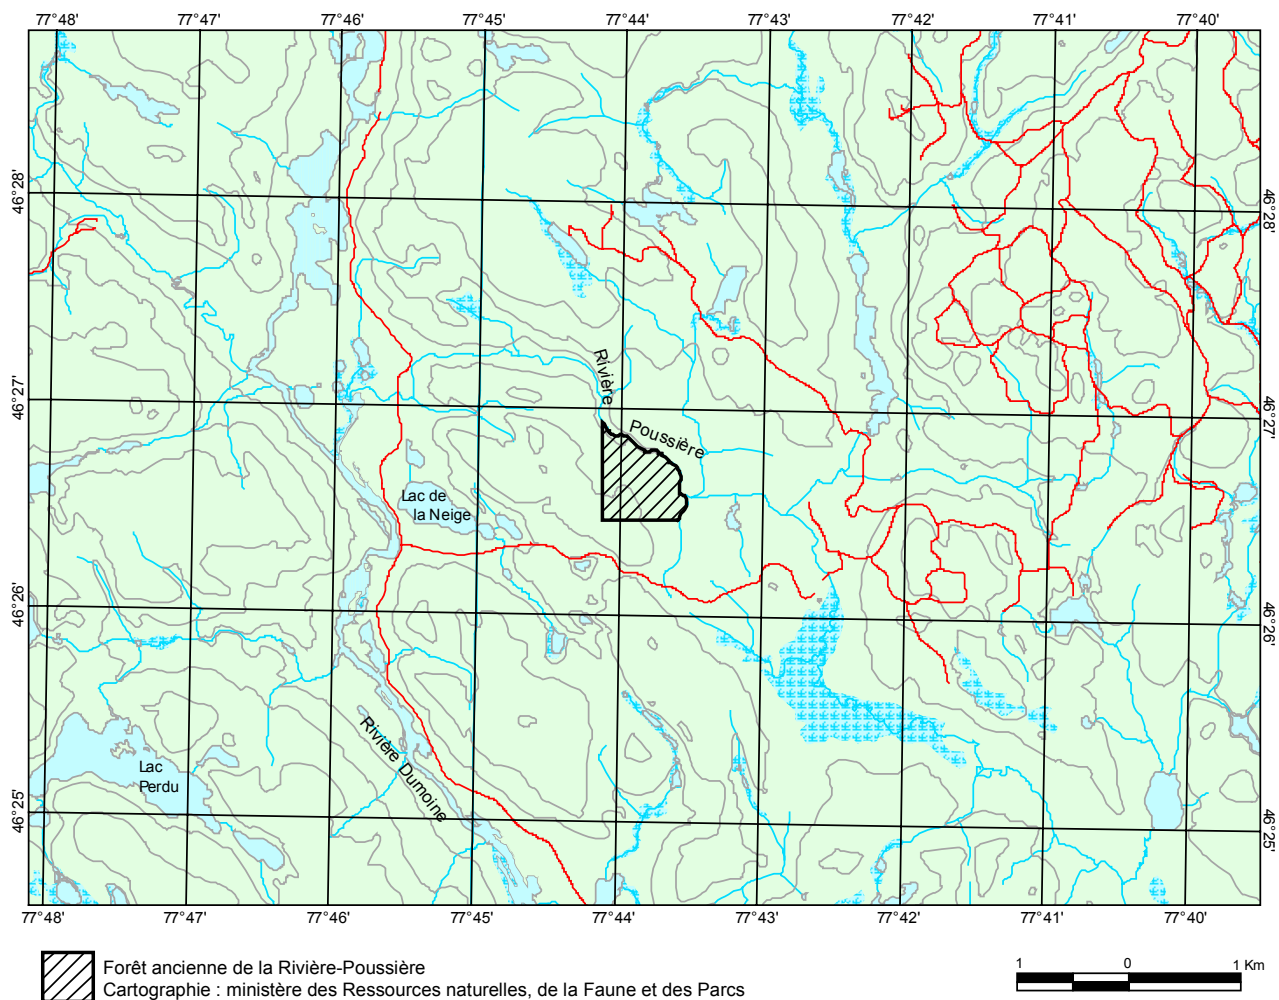 77°48' 77°47' 77°46' 77°45' 77°44' 77°43' 77°42' 77°41' 77°40'
46°28' 46°28'
Rivière
46°27' 46°27'
Poussière
Lac de
la Neige
46°26' 46°26'
Rivière Dumoine
Lac
Perdu
46°25' 46°25'
77°48' 77°47' 77°46' 77°45' 77°44' 77°43' 77°42' 77°41' 77°40'
Forêt ancienne de la Rivière-Poussière
Cartographie : ministère des Ressources naturelles, de la Faune et des Parcs
1 0 1 Km